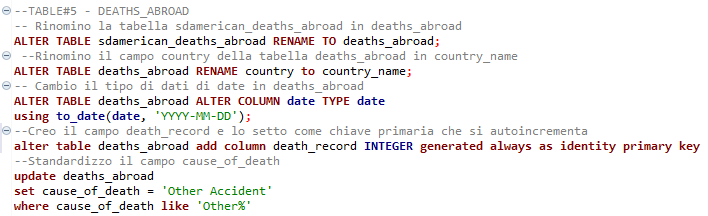 --TABLE#5 - DEATHS_ABROAD
-- Rinomino la tabella sdamerican_deaths_abroad in deaths_abroad
ALTER TABLE sdamerican_deaths_abroad RENAME TO deaths_abroad;
--Rinomino il campo country della tabella deaths_abroad in country_name
ALTER TABLE deaths_abroad RENAME country to country_name;
-- Cambio il tipo di dati di date in deaths_abroad
ALTER TABLE deaths_abroad ALTER COLUMN date TYPE date
using to_date(date, 'YYYY-MM-DD');
--Creo il campo death_record e lo setto come chiave primaria che si autoincrementa
alter table deaths_abroad add column death_record INTEGER generated always as identity primary key
--Standardizzo il campo cause_of_death
update deaths_abroad
set cause_of_death = 'Other Accident'
where cause_of_death like 'Other%'